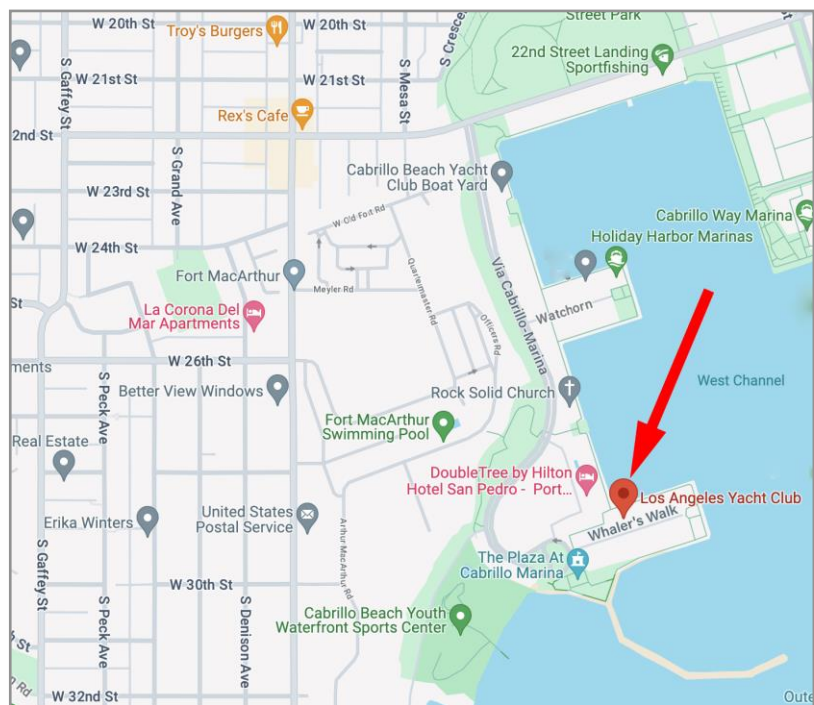 W 20th St
Troy's Burgers
W 20th St
Street Park
S Crescen
22nd Street Landing
Sportfishing
S Gaffey St
W 21st St
W 21st St
S Mesa St
Rex's Cafe
2nd St
S Grand Ave
Cabrillo Beach Yacht
Club Boat Yard
W 23rd St
W Old Fort Rd
Cabrillo Way Marina
Holiday Harbor Marinas
W 24th St
Fort MacArthur
Meyler Rd
Quartermaster Rd
Via Cabrillo-Marina
St
La Corona Del
Mar Apartments
Officers Rd
Watchorn
W 26th St
ments
S Peck Ave
Better View Windows
Rock Solid Church
West Channel
Fort MacArthur
Swimming Pool
Real Estate
DoubleTree by Hilton
Hotel San Pedro - Port...
Los Angeles Yacht Club
Erika Winters
United States
Postal Service
Whaler's Walk
Arthur MacArthur Rd
The Plaza At
Cabrillo Marina
S Gaffey St
W 30th St
S Peck Ave
S Denison Ave
Cabrillo Beach Youth
Waterfront Sports Center
St
Rd
W 32nd St
Oute